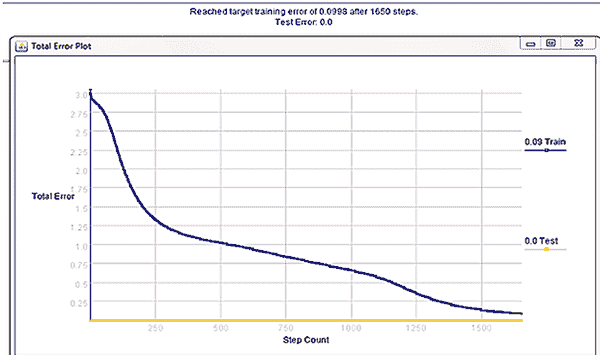 Reached target training error of 0.0998 after 1650 steps.
Test Error: 0.0
Total Error Plot
3.0
2.75
2.5
2.25
2.0
1.75
1.5
1.25
1.0
0.75
0.5
0.25
Total Error
0.09 Train
0.0 Test
250
500
750
1000
1250
1500
Step Count